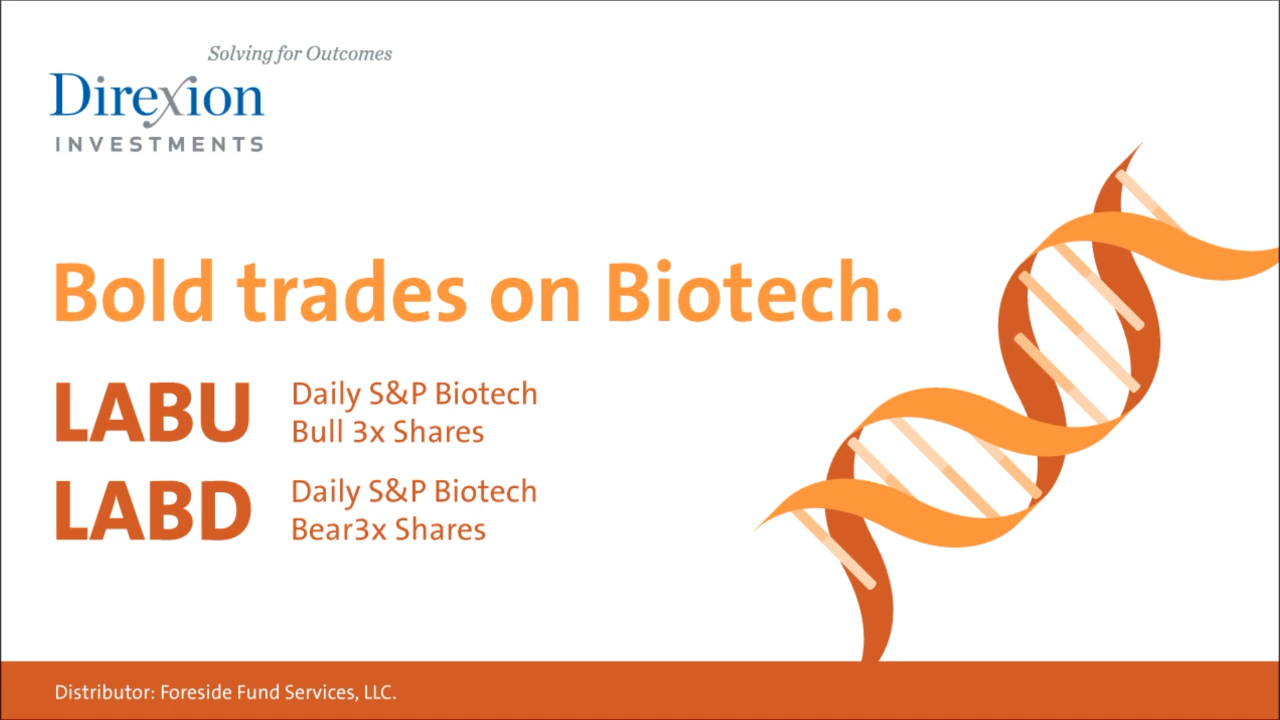 Solving for Outcomes
Direxion
INVESTMENTS
Bold trades on Biotech.
LABU
Daily S&P Biotech
Bull 3x Shares
LABD
Daily S&P Biotech
Bear3x Shares
Distributor: Foreside Fund Services, LLC.